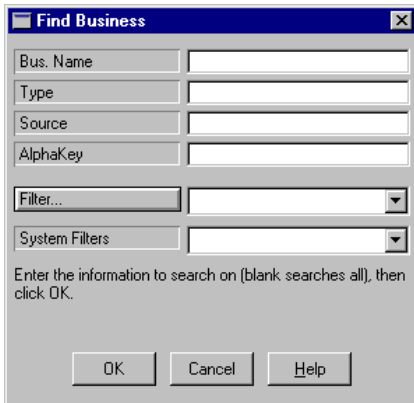 Find Business
Bus. Name
Type
Source
AlphaKey
Filter...
System Filters
Enter the information to search on (blank searches all), then
click OK.
OK Cancel Help